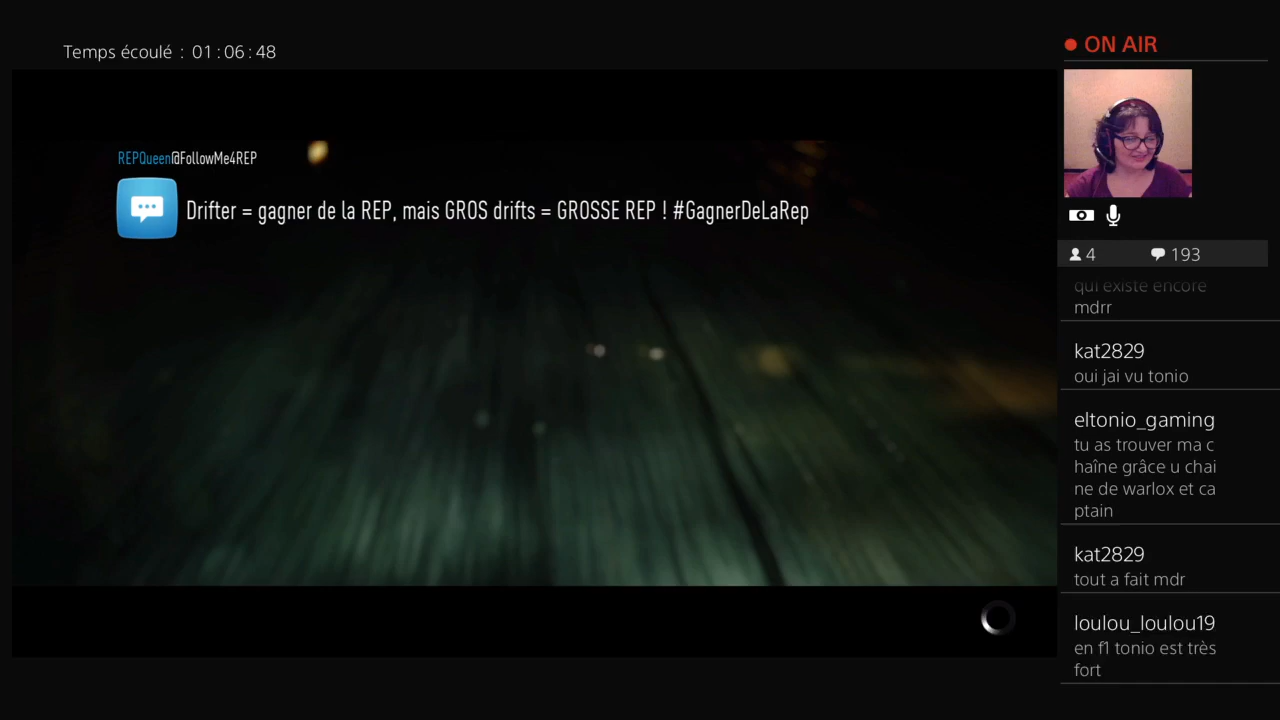 Temps écoulé : 01:06:48
ON AIR
REPQueen@FollowMe4REP
Drifter = gagner de la REP, mais GROS drifts = GROSSE REP ! #GagnerDeLaRep
4 193
qui existe encore
mdrr
kat2829
oui jai vu tonio
eltonio_gaming
tu as trouver ma c
haîne grâce u chai
ne de warlox et ca
ptain
kat2829
tout a fait mdr
loulou_loulou19
en f1 tonio est très
fort